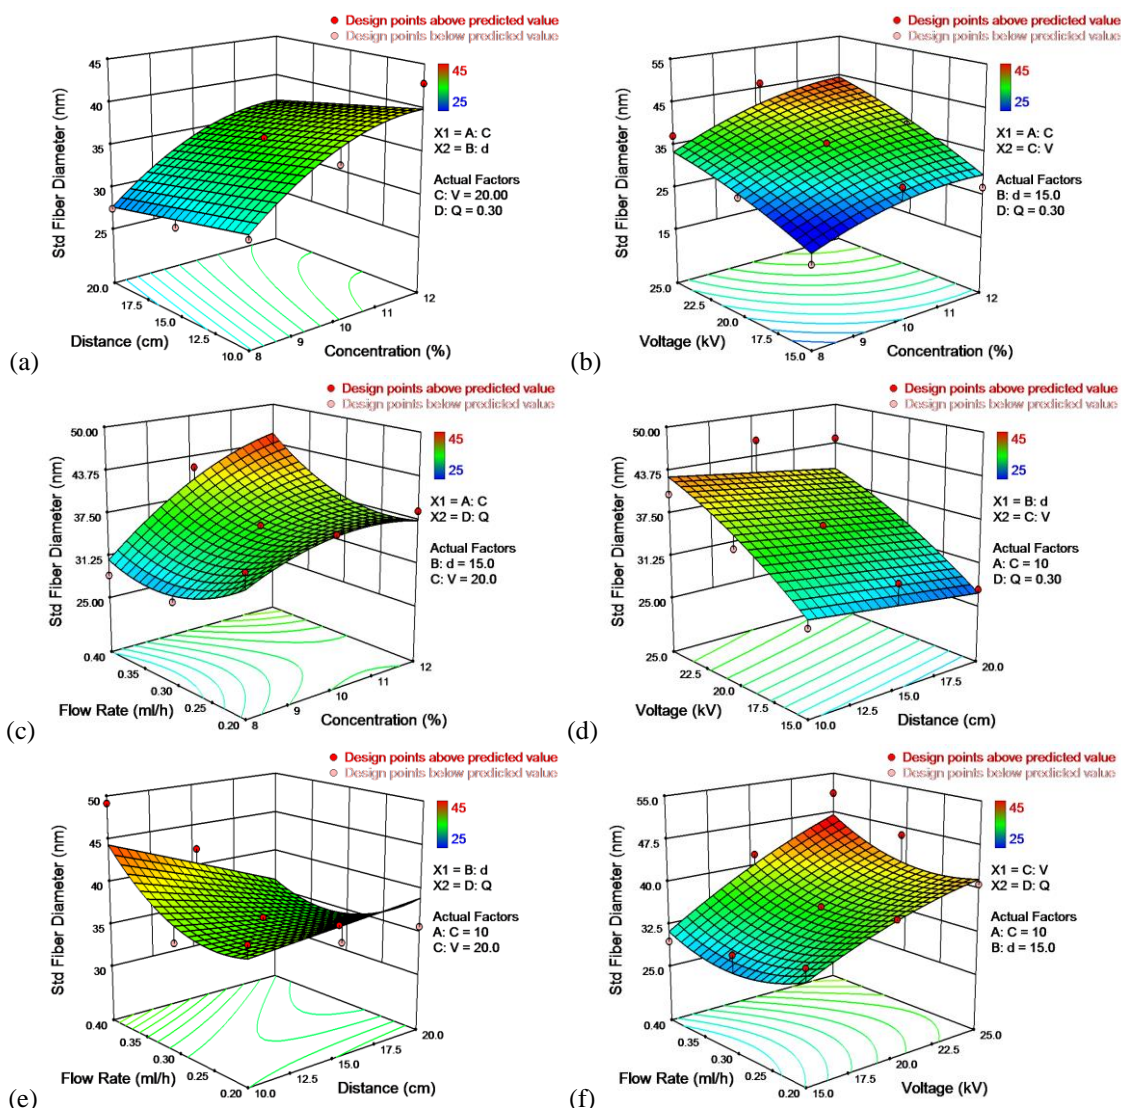 Design points above predicted value
Design points below predicted value
45
40
35
30
25
Std Fiber Diameter (nm)
45
25
X1 = A: C
X2 = B: d
Actual Factors
C: V = 20.00
D: Q = 0.30
20.0
17.5
15.0
12.5
10.0
Distance (cm)
8
9
10
11
12
Concentration (%)
(a)
Design points above predicted value
Design points below predicted value
55
45
35
25
15
Std Fiber Diameter (nm)
45
25
X1 = A: C
X2 = C: V
Actual Factors
B: d = 15.0
D: Q = 0.30
25.0
22.5
20.0
17.5
15.0
Voltage (kV)
8
9
10
11
12
Concentration (%)
(b)
Design points above predicted value
Design points below predicted value
50.00
43.75
37.50
31.25
25.00
Std Fiber Diameter (nm)
45
25
X1 = A: C
X2 = D: Q
Actual Factors
B: d = 15.0
C: V = 20.0
0.40
0.35
0.30
0.25
0.20
Flow Rate (ml/h)
8
9
10
11
12
Concentration (%)
(c)
Design points above predicted value
Design points below predicted value
50.00
43.75
37.50
31.25
25.00
Std Fiber Diameter (nm)
45
25
X1 = B: d
X2 = C: V
Actual Factors
A: C = 10
D: Q = 0.30
25.0
22.5
20.0
17.5
15.0
Voltage (kV)
10.0
12.5
15.0
17.5
20.0
Distance (cm)
(d)
Design points above predicted value
Design points below predicted value
50
45
40
35
30
Std Fiber Diameter (nm)
45
25
X1 = B: d
X2 = D: Q
Actual Factors
A: C = 10
C: V = 20.0
0.40
0.35
0.30
0.25
0.20
Flow Rate (ml/h)
10.0
12.5
15.0
17.5
20.0
Distance (cm)
(e)
Design points above predicted value
Design points below predicted value
55.0
47.5
40.0
32.5
25.0
Std Fiber Diameter (nm)
45
25
X1 = C: V
X2 = D: Q
Actual Factors
A: C = 10
B: d = 15.0
0.40
0.35
0.30
0.25
0.20
Flow Rate (ml/h)
15.0
17.5
20.0
22.5
25.0
Voltage (kV)
(f)